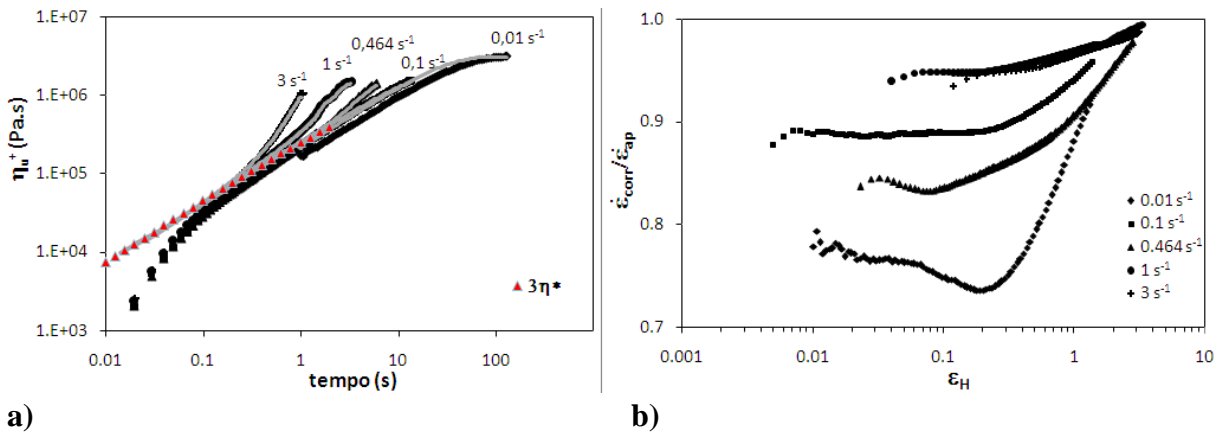 1.E+07
1.E+06
1.E+05
1.E+04
1.E+03
ηᵤ⁺ (Pa.s)
3 s⁻¹
1 s⁻¹
0,464 s⁻¹
0,1 s⁻¹
0,01 s⁻¹
3η*
0.01 0.1 1 10 100
tempo (s)
a)
1.0
0.9
0.8
0.7
ε̇corr/ε̇ap
0.01 s⁻¹
0.1 s⁻¹
0.464 s⁻¹
1 s⁻¹
3 s⁻¹
0.001 0.01 0.1 1 10
εH
b)